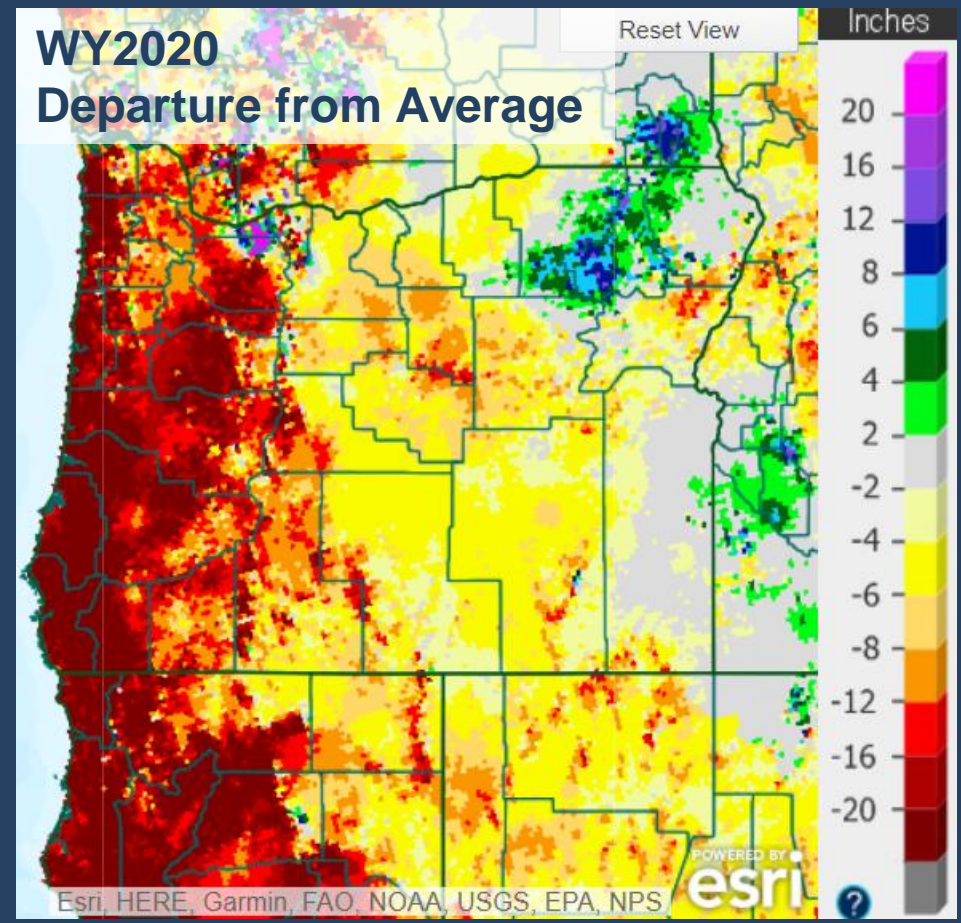 WY2020
Departure from Average
Reset View
Inches
20
16
12
8
6
4
2
-2
-4
-6
-8
-12
-16
-20
POWERED BY
esri
Esri, HERE, Garmin, FAO, NOAA, USGS, EPA, NPS
?